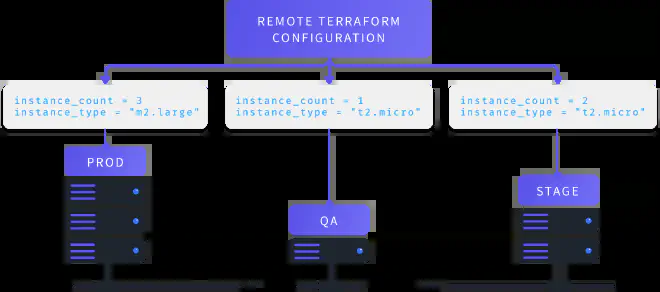 REMOTE TERRAFORM
CONFIGURATION
instance_count = 3
instance_type = "m2.large"
instance_count = 1
instance_type = "t2.micro"
instance_count = 2
instance_type = "t2.micro"
PROD
QA
STAGE